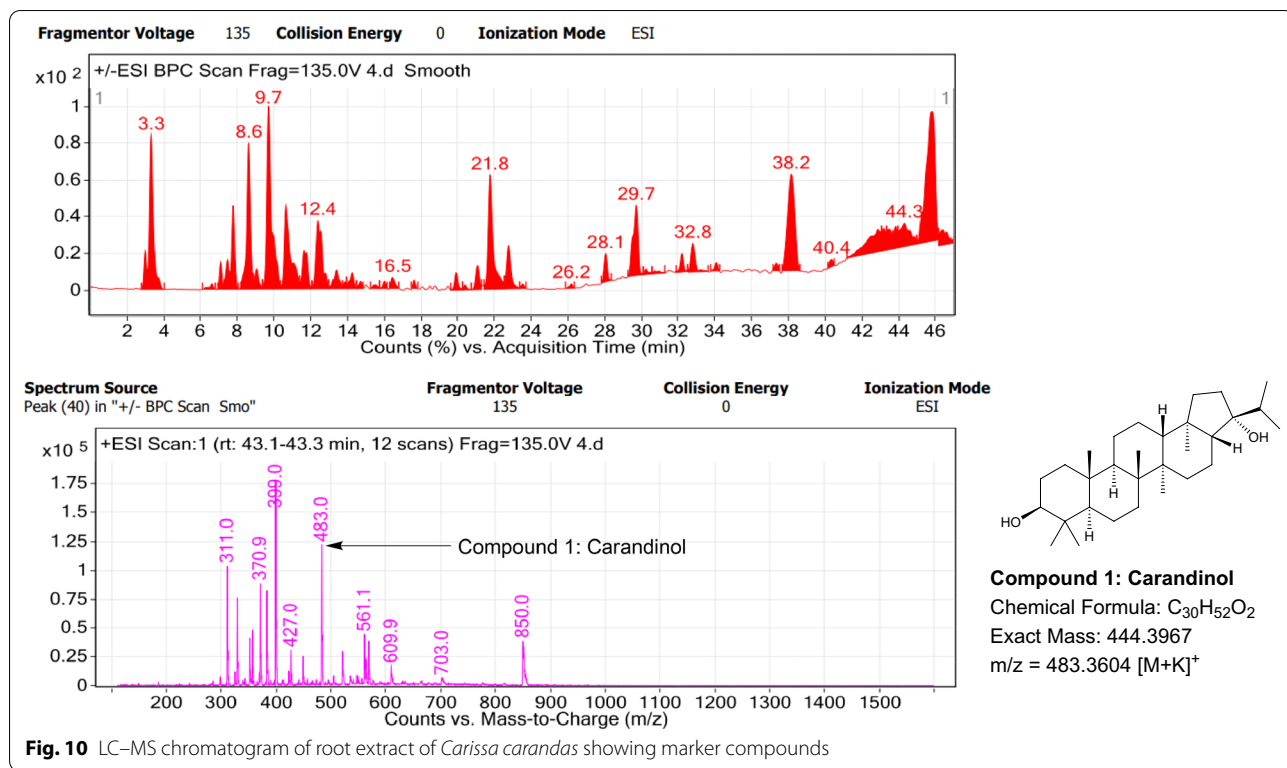 Fragmentor Voltage 135 Collision Energy 0 Ionization Mode ESI
x10 2
+/-ESI BPC Scan Frag=135.0V 4.d Smooth
1 1
1
0.8
0.6
0.4
0.2
0
3.3
8.6
9.7
12.4
16.5
21.8
26.2
28.1
29.7
32.8
38.2
40.4
44.3
2 4 6 8 10 12 14 16 18 20 22 24 26 28 30 32 34 36 38 40 42 44 46
Counts (%) vs. Acquisition Time (min)
Spectrum Source Fragmentor Voltage Collision Energy Ionization Mode
Peak (40) in "+/- BPC Scan Smo" 135 0 ESI
x10 5
+ESI Scan:1 (rt: 43.1-43.3 min, 12 scans) Frag=135.0V 4.d
1.75
1.5
1.25
1
0.75
0.5
0.25
0
311.0
370.9
399.0
427.0
483.0
561.1
609.9
703.0
850.0
Compound 1: Carandinol
200 300 400 500 600 700 800 900 1000 1100 1200 1300 1400 1500
Counts vs. Mass-to-Charge (m/z)
H
OH
H
H
HO
H
Compound 1: Carandinol
Chemical Formula: C30H52O2
Exact Mass: 444.3967
m/z = 483.3604 [M+K]+
Fig. 10 LC–MS chromatogram of root extract of Carissa carandas showing marker compounds